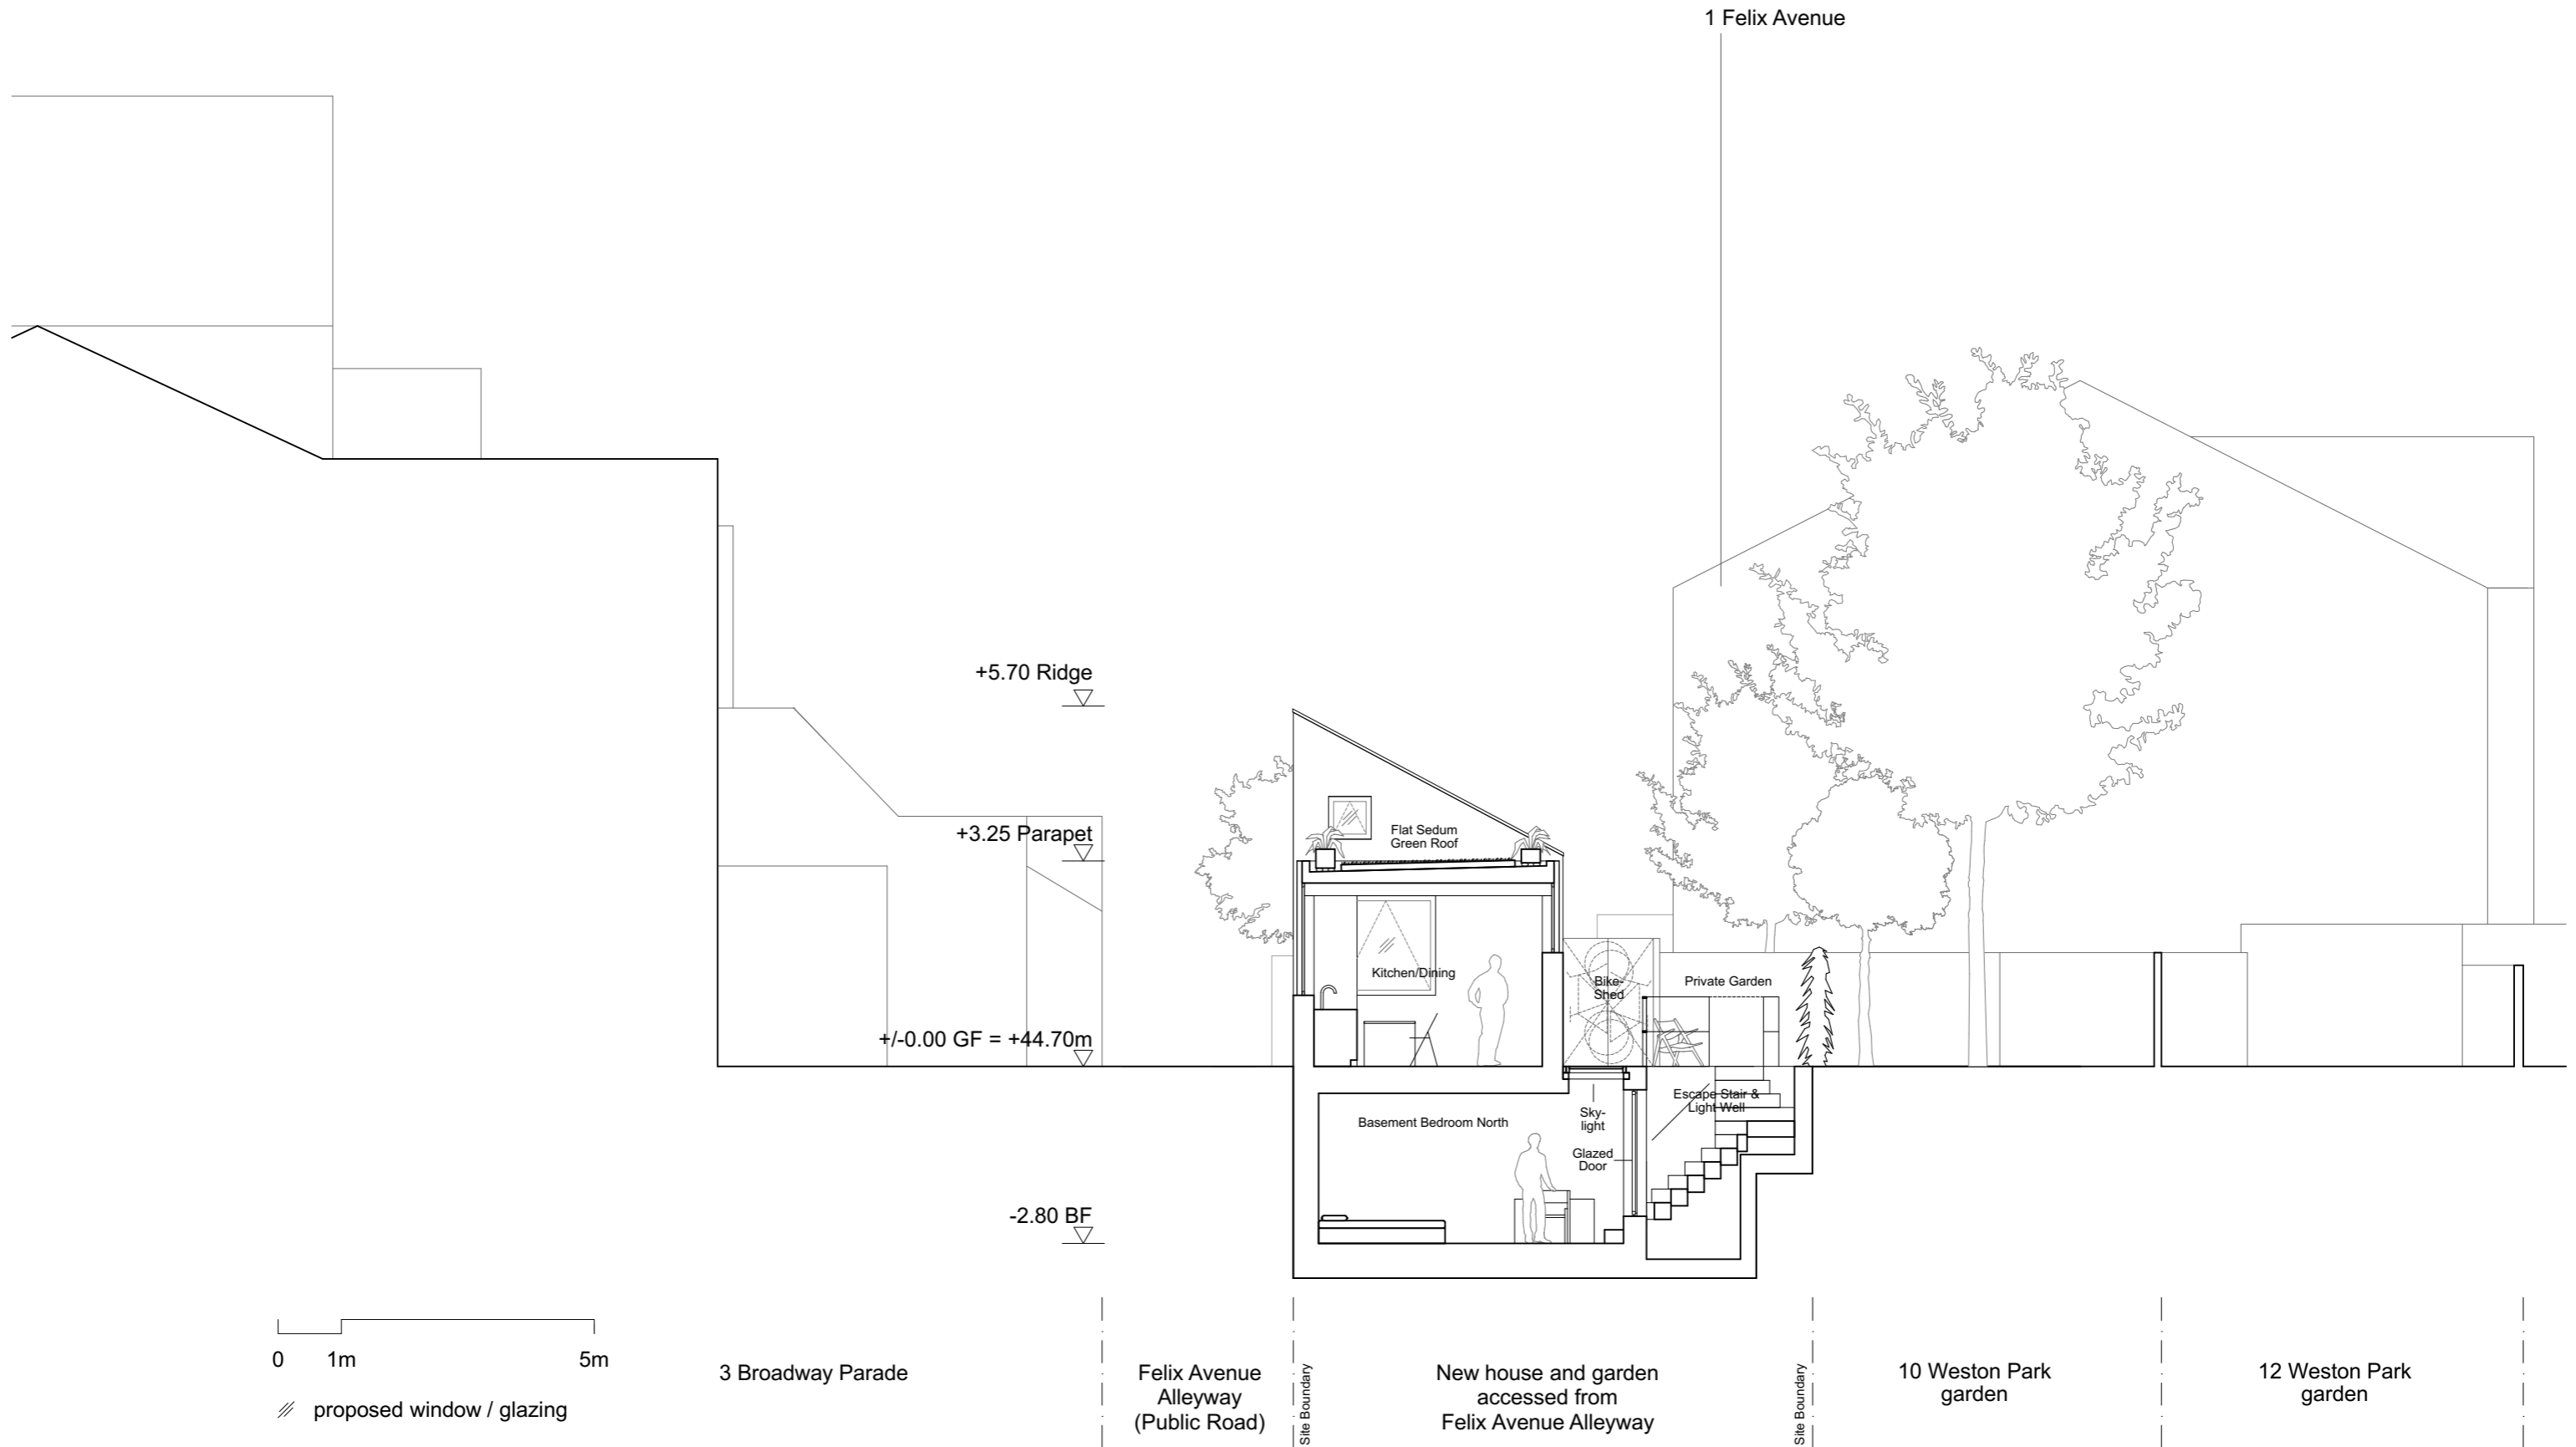 1 Felix Avenue
+5.70 Ridge
+3.25 Parapet
Flat Sedum
Green Roof
Kitchen/Dining
Bike-
Shed
Private Garden
+/-0.00 GF = +44.70m
Escape Stair &
Light Well
Sky-
light
Basement Bedroom North
Glazed
Door
-2.80 BF
0 1m 5m
proposed window / glazing
3 Broadway Parade
Felix Avenue
Alleyway
(Public Road)
Site Boundary
New house and garden
accessed from
Felix Avenue Alleyway
Site Boundary
10 Weston Park
garden
12 Weston Park
garden